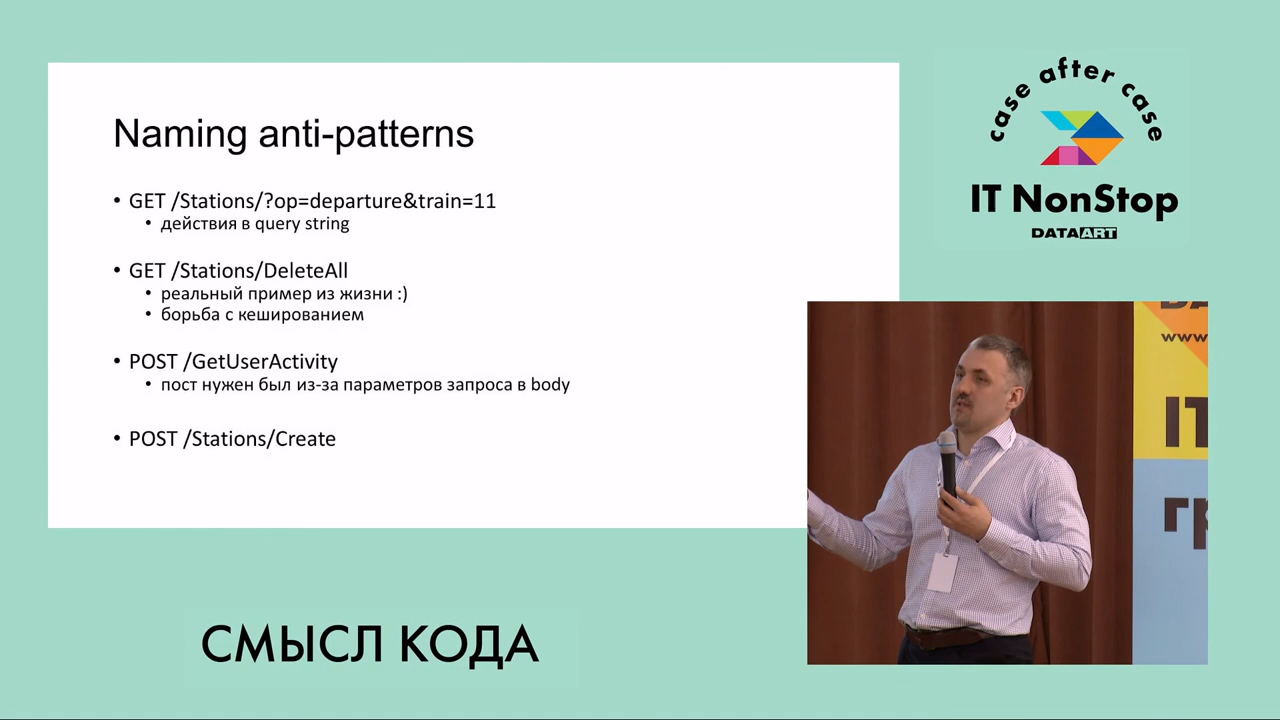 Naming anti-patterns
• GET /Stations/?op=departure&train=11
• действия в query string
• GET /Stations/DeleteAll
• реальный пример из жизни :)
• борьба с кешированием
• POST /GetUserActivity
• пост нужен был из-за параметров запроса в body
• POST /Stations/Create
case after case
IT NonStop
DATAART
www.
IT
гр
СМЫСЛ КОДА